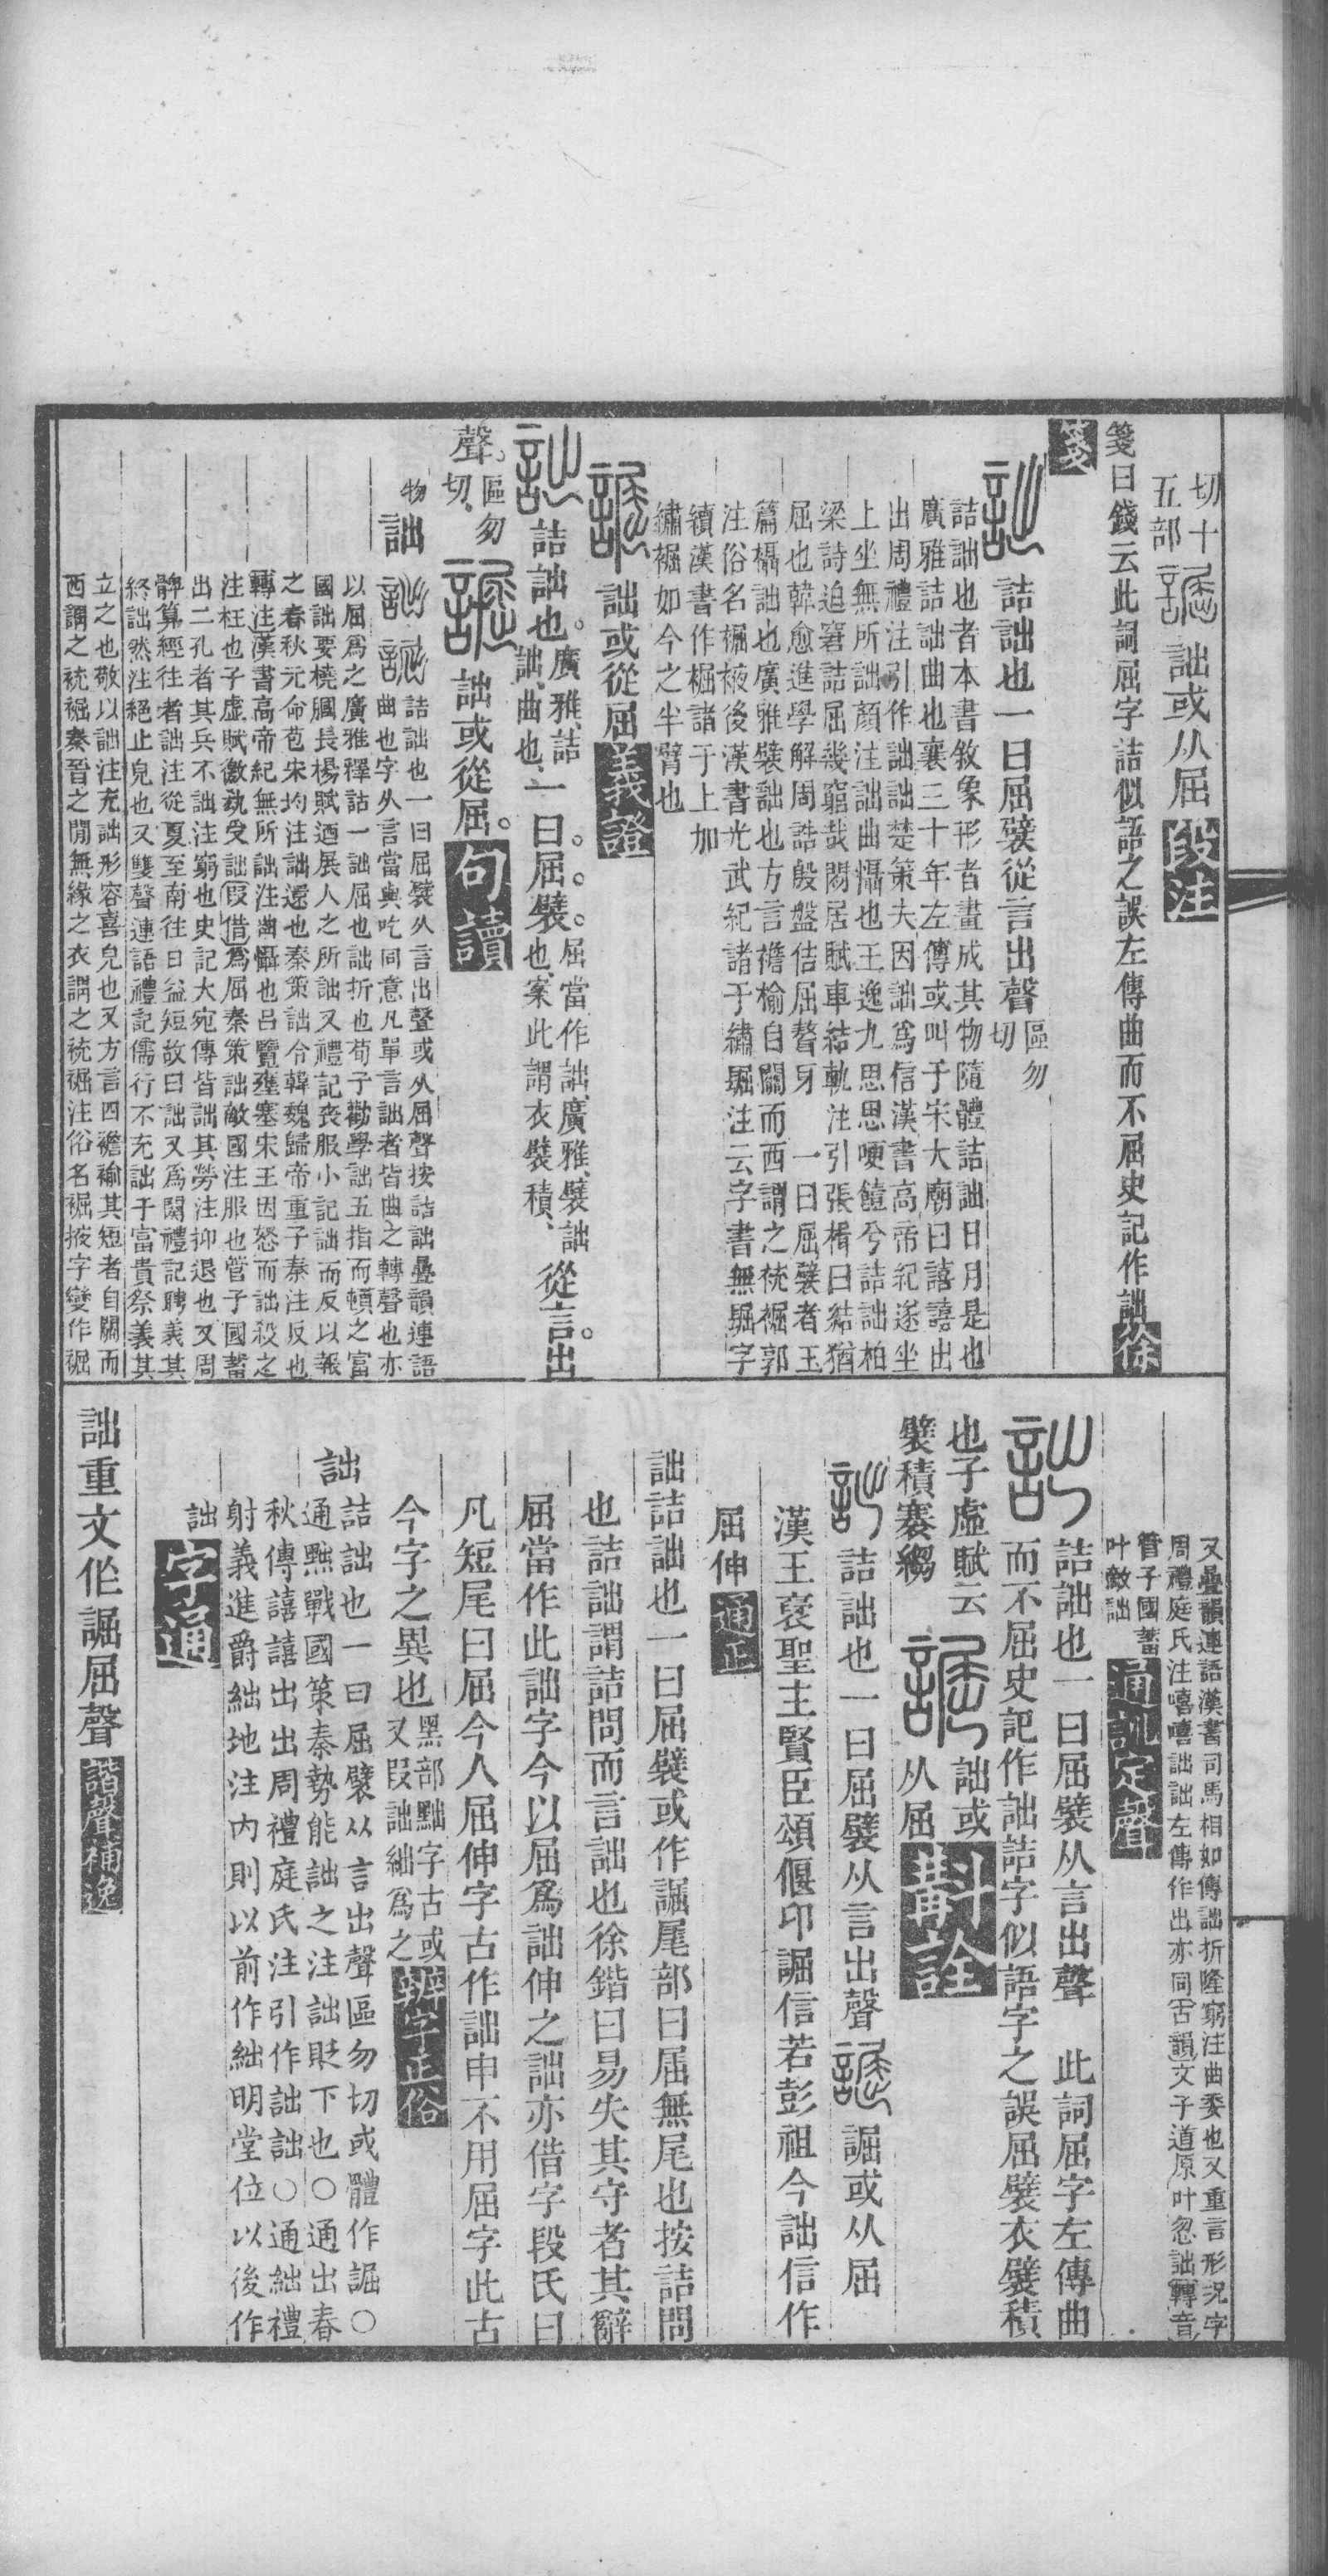 切十
五部
詘或从屈
段注
箋曰錢云此詞屈字詰似語之誤左傳曲而不屈史記作詘
徐
箋
詰詘也一曰屈襞從言出聲
區勿
切
詰詘也者本書敘象形者畫成其物隨體詰詘日月是也
廣雅詰詘曲也襄三十年左傳或叫于宋大廟曰譆譆出
出周禮注引作詘詘楚策夫因詘爲信漢書高帝紀遂坐
上坐無所詘顏注詘曲懾也王逸九思思哽饐兮詰詘柏
梁詩迫窘詰屈幾窮哉閑居賦車結軌注引張楫曰結猶
屈也韓愈進學解周誥殷盤佶屈聱牙 一曰屈襞者玉
篇襵詘也廣雅襞詘也方言襜褕自關而西謂之𧙥裾郭
注俗名裾掖後漢書光武紀諸于繡䘿注云字書無䘿字
續漢書作裾諸于上加
繡裾如今之半臂也
詘或從屈
義證
詰詘也。
廣雅、詰
詘、曲也、
一曰。屈。襞。
屈當作詘、廣雅、襞詘
也、案此謂衣襞積、
從言。出
聲。
區勿
切、
詘或從屈。
句讀
物
詘
詰詘也一曰屈襞从言出聲或从屈聲按詰詘疊韻連語
曲也字从言當與吃同意凡單言詘者皆曲之轉聲也亦
以屈爲之廣雅釋詁一詘屈也詘折也荀子勸學詘五指而頓之富
國詘要橈膕長楊賦迺展人之所詘又禮記喪服小記詘而反以報
之春秋元命苞宋均注詘還也秦策詘令韓魏歸帝重于秦注反也
轉注漢書高帝紀無所詘注曲懾也呂覽壅塞宋王因怒而詘殺之
注枉也子虛賦徼𠩺受詘假借爲屈秦策詘敵國注服也管子國蓄
出二孔者其兵不詘注窮也史記大宛傳皆詘其勞注抑退也又周
髀算經往者詘注從夏至南往日益短故曰詘又爲闋禮記聘義其
終詘然注絕止皃也又雙聲連語禮記儒行不充詘于富貴祭義其
立之也敬以詘注充詘形容喜皃也又方言四襜褕其短者自關而
西謂之𧙥裾秦晉之閒無緣之衣謂之𧙥裾注俗名裾掖字變作裾
又疊韻連語漢書司馬相如傳詘折隆窮注曲委也又重言形況字
周禮庭氏注嘻嘻詘詘左傳作出亦同古韻文子道原叶忽詘轉音
管子國蓄
叶敵詘
通訓定聲
詰詘也一曰屈襞从言出聲 此詞屈字左傳曲
而不屈史記作詘詰字似語字之誤屈襞衣襞積
也子虛賦云
襞積褰縐
詘或
从屈
斠詮
詰詘也一曰屈襞从言出聲
誳或从屈
漢王裒聖主賢臣頌偃卬誳信若彭祖今詘信作
屈伸
通正
詘詰詘也一曰屈襞或作誳尾部曰屈無尾也按詰問
也詰詘謂詰問而言詘也徐鍇曰易失其守者其辭
屈當作此詘字今以屈爲詘伸之詘亦借字段氏曰
凡短尾曰屈今人屈伸字古作詘申不用屈字此古
今字之異也
黑部黜字古或
又叚詘絀爲之
辨字正俗
詘
詰詘也一曰屈襞从言出聲區勿切或體作誳○
通黜戰國策秦勢能詘之注詘貶下也○通出春
秋傳譆譆出出周禮庭氏注引作詘詘○通絀禮
射義進爵絀地注內則以前作絀明堂位以後作
詘
字通
詘重文作誳屈聲
諧聲補逸